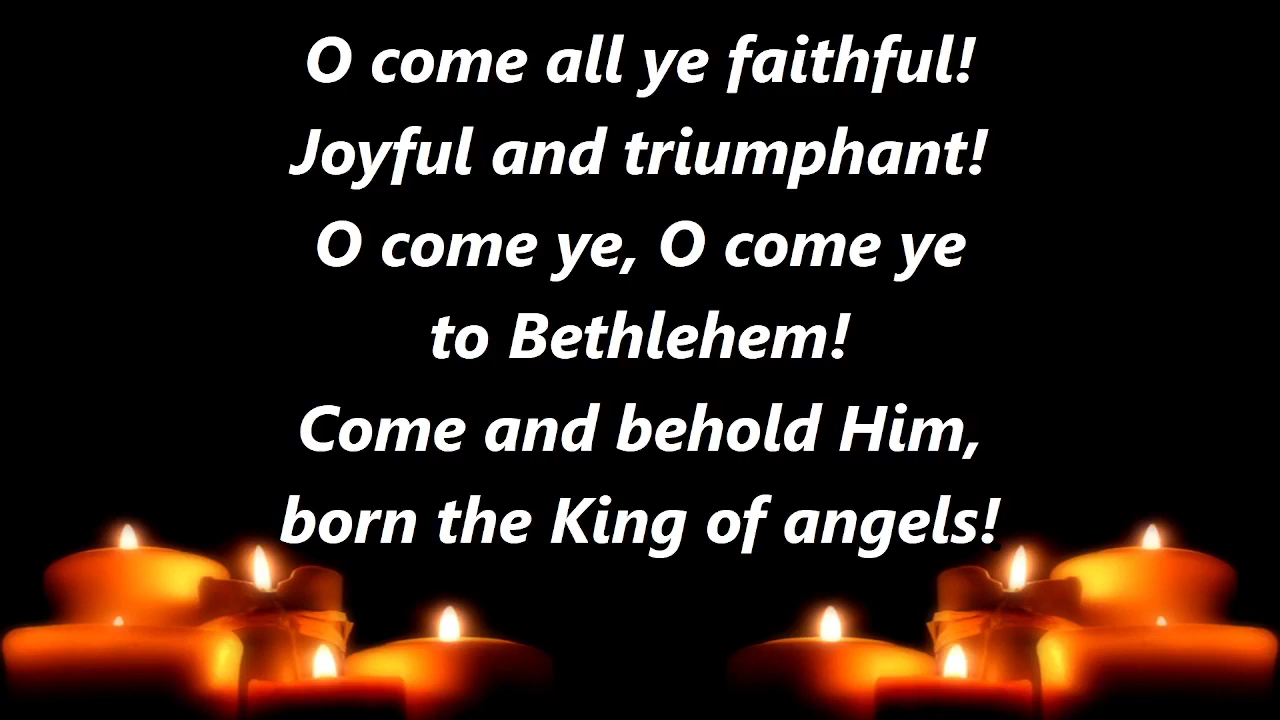 O come all ye faithful!
Joyful and triumphant!
O come ye, O come ye
to Bethlehem!
Come and behold Him,
born the King of angels!